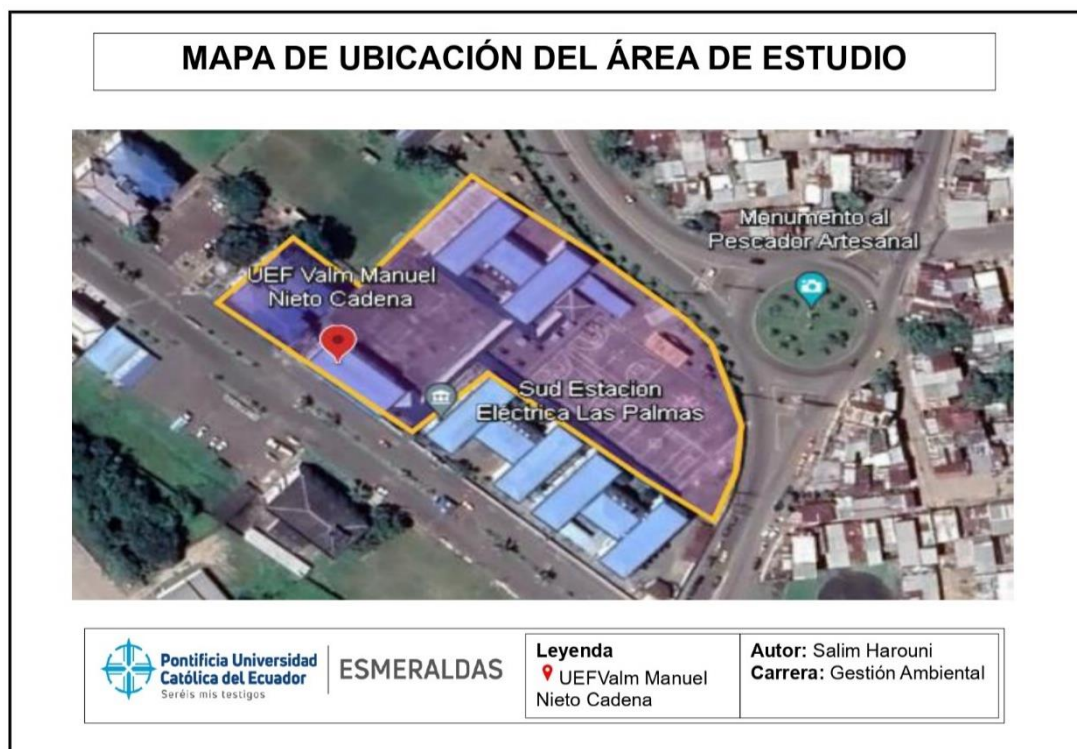 MAPA DE UBICACIÓN DEL ÁREA DE ESTUDIO
Monumento al
Pescador Artesanal
UEF Valm Manuel
Nieto Cadena
Sud Estacion
Eléctrica Las Palmas
Pontificia Universidad
Católica del Ecuador
Seréis mis testigos
ESMERALDAS
Leyenda
UEFValm Manuel
Nieto Cadena
Autor: Salim Harouni
Carrera: Gestión Ambiental